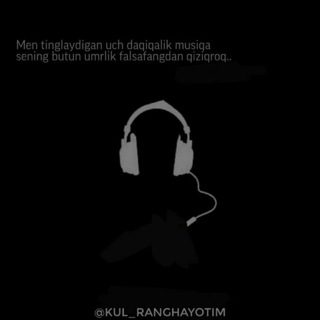 Men tinglaydigan uch daqiqalik musiqa
sening butun umrlik falsafangdan qiziqroq..
@KUL_RANGHAYOTIM